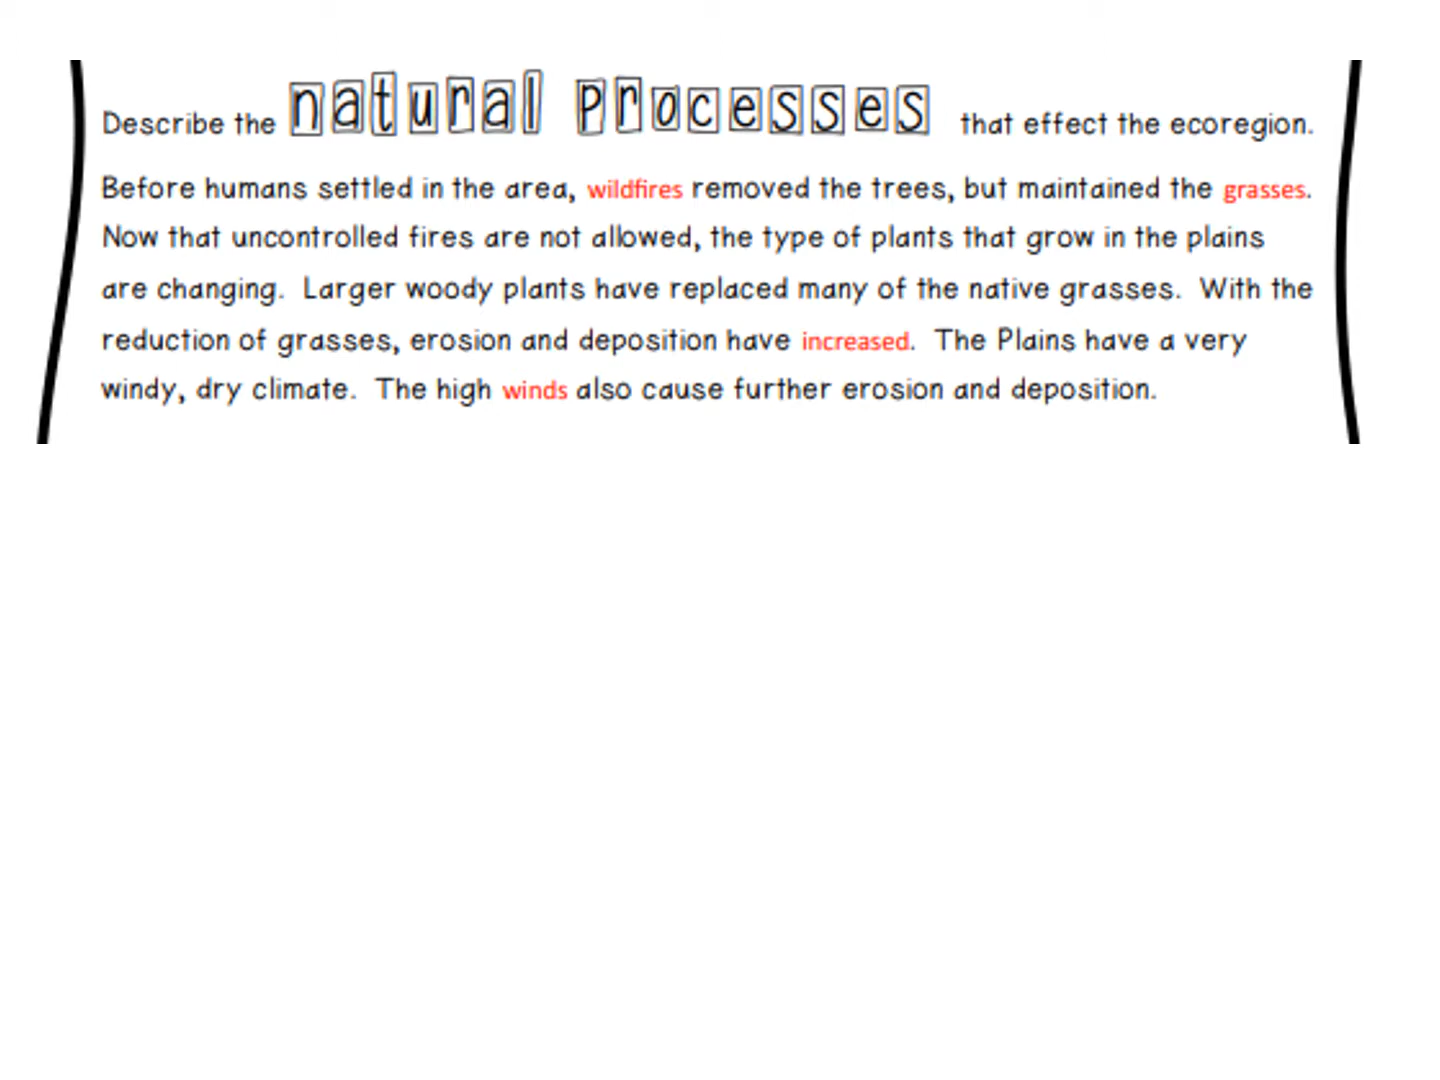 Describe the natural Processes that effect the ecoregion.
Before humans settled in the area, wildfires removed the trees, but maintained the grasses.
Now that uncontrolled fires are not allowed, the type of plants that grow in the plains
are changing. Larger woody plants have replaced many of the native grasses. With the
reduction of grasses, erosion and deposition have increased. The Plains have a very
windy, dry climate. The high winds also cause further erosion and deposition.